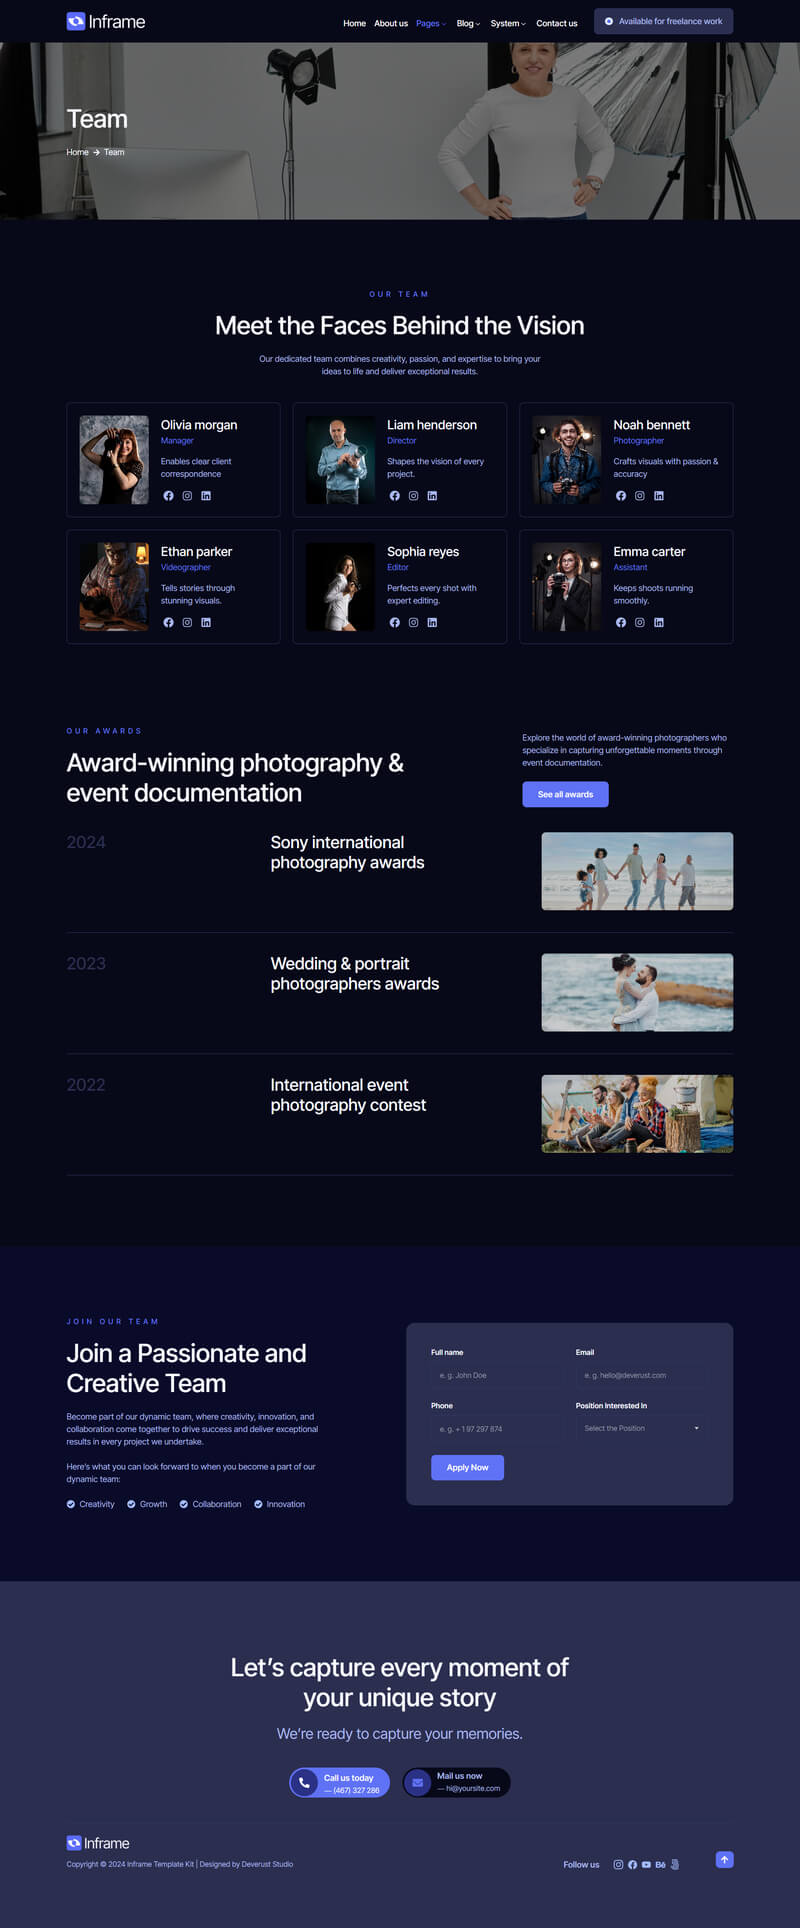 Inframe
Home About us Pages Blog System Contact us Available for freelance work
Team
Home → Team
OUR TEAM
Meet the Faces Behind the Vision
Our dedicated team combines creativity, passion, and expertise to bring your
ideas to life and deliver exceptional results.
Olivia morgan
Manager
Enables clear client
correspondence
Liam henderson
Director
Shapes the vision of every
project.
Noah bennett
Photographer
Crafts visuals with passion &
accuracy
Ethan parker
Videographer
Tells stories through
stunning visuals.
Sophia reyes
Editor
Perfects every shot with
expert editing.
Emma carter
Assistant
Keeps shoots running
smoothly.
OUR AWARDS
Award-winning photography &
event documentation
Explore the world of award-winning photographers who
specialize in capturing unforgettable moments through
event documentation.
See all awards
2024
Sony international
photography awards
2023
Wedding & portrait
photographers awards
2022
International event
photography contest
JOIN OUR TEAM
Join a Passionate and
Creative Team
Become part of our dynamic team, where creativity, innovation, and
collaboration come together to drive success and deliver exceptional
results in every project we undertake.
Here's what you can look forward to when you become a part of our
dynamic team:
Creativity Growth Collaboration Innovation
Full name
e. g. John Doe
Email
e. g. hello@deverust.com
Phone
e. g. + 1 97 297 874
Position Interested In
Select the Position
Apply Now
Let's capture every moment of
your unique story
We're ready to capture your memories.
Call us today
— (467) 327 286
Mail us now
— hi@yoursite.com
Inframe
Copyright © 2024 Inframe Template Kit | Designed by Deverust Studio
Follow us